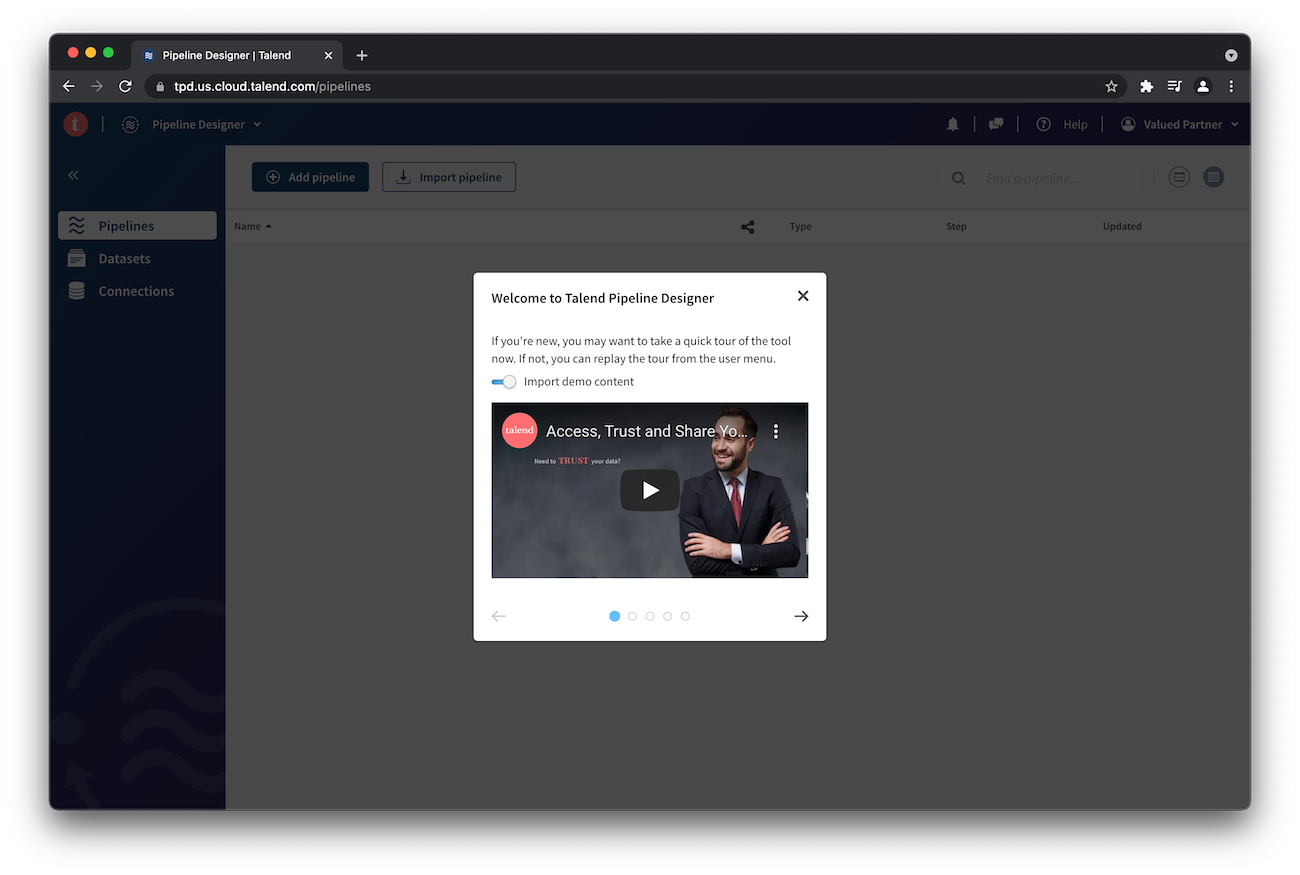 Pipeline Designer | Talend
tpd.us.cloud.talend.com/pipelines
t
Pipeline Designer
Help
Valued Partner
Add pipeline
Import pipeline
Find a pipeline...
Pipelines
Datasets
Connections
Name
Type
Step
Updated
Welcome to Talend Pipeline Designer
If you're new, you may want to take a quick tour of the tool
now. If not, you can replay the tour from the user menu.
Import demo content
talend
Access, Trust and Share Yo...
Need to TRUST your data?